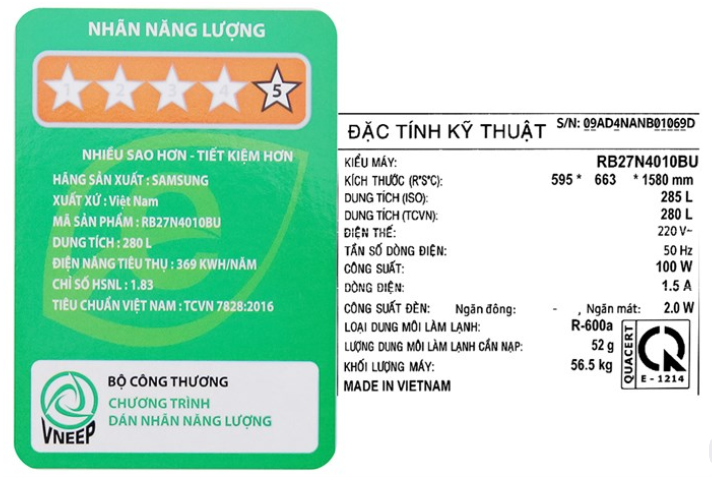 NHÃN NĂNG LƯỢNG
1 2 3 4 5
NHIỀU SAO HƠN - TIẾT KIỆM HƠN
HÃNG SẢN XUẤT : SAMSUNG
XUẤT XỨ : Việt Nam
MÃ SẢN PHẨM : RB27N4010BU
DUNG TÍCH : 280 L
ĐIỆN NĂNG TIÊU THỤ : 369 KWH/NĂM
CHỈ SỐ HSNL : 1.83
TIÊU CHUẨN VIỆT NAM : TCVN 7828:2016
BỘ CÔNG THƯƠNG
CHƯƠNG TRÌNH
DÁN NHÃN NĂNG LƯỢNG
VNEEP
ĐẶC TÍNH KỸ THUẬT S/N: 09AD4NANB01069D
KIỂU MÁY: RB27N4010BU
KÍCH THƯỚC (R*S*C): 595 * 663 * 1580 mm
DUNG TÍCH (ISO): 285 L
DUNG TÍCH (TCVN): 280 L
ĐIỆN THẾ: 220 V~
TẦN SỐ DÒNG ĐIỆN: 50 Hz
CÔNG SUẤT: 100 W
DÒNG ĐIỆN: 1.5 A
CÔNG SUẤT ĐÈN: Ngăn đông: - , Ngăn mát: 2.0 W
LOẠI DUNG MÔI LÀM LẠNH: R-600a
LƯỢNG DUNG MÔI LÀM LẠNH CẦN NẠP: 52 g
KHỐI LƯỢNG MÁY: 56.5 kg
MADE IN VIETNAM
QUACERT
E - 1214